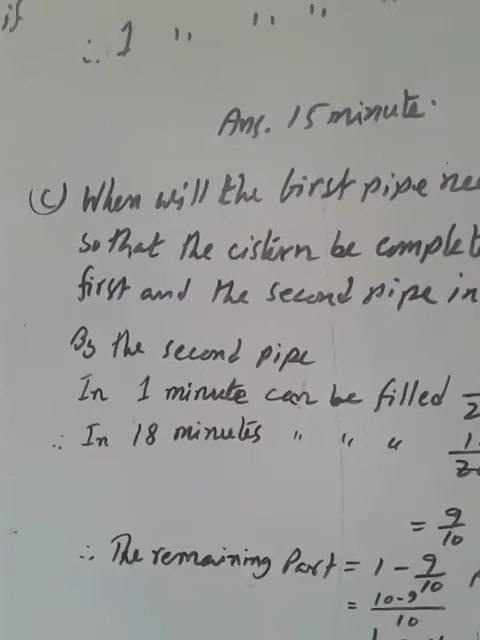 if
∴ 1 " " " "
Ans. 15 minute.
(c) When will the first pipe
so that the cistern be
first and the second pipe in
By the second pipe
In 1 minute can be filled
∴ In 18 minutes " " "
= 9/10
∴ The remaining Part = 1 - 9/10
= 10-9/10